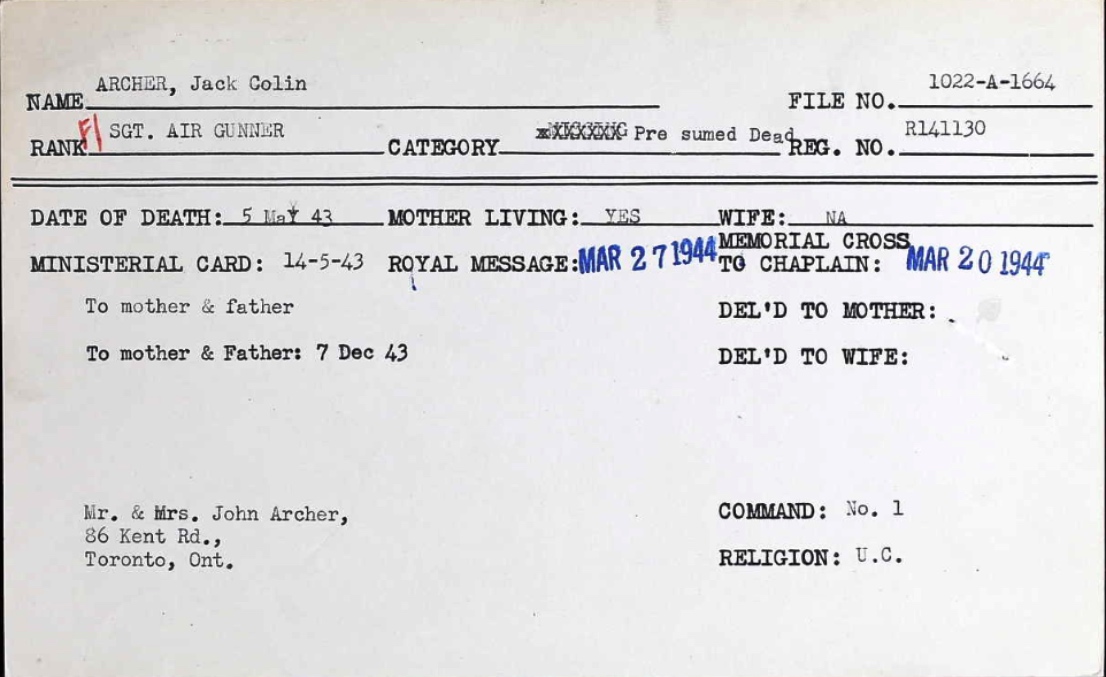 NAME ARCHER, Jack Colin FILE NO. 1022-A-1664
RANK Fl SGT. AIR GUNNER CATEGORY Pre sumed Dead REG. NO. R141130
DATE OF DEATH: 5 May 43 MOTHER LIVING: YES WIFE: NA
MINISTERIAL CARD: 14-5-43 ROYAL MESSAGE: MAR 27 1944 MEMORIAL CROSS
TO CHAPLAIN: MAR 20 1944
To mother & father DEL'D TO MOTHER:
To mother & Father: 7 Dec 43 DEL'D TO WIFE:
Mr. & Mrs. John Archer, COMMAND: No. 1
86 Kent Rd.,
Toronto, Ont. RELIGION: U.C.